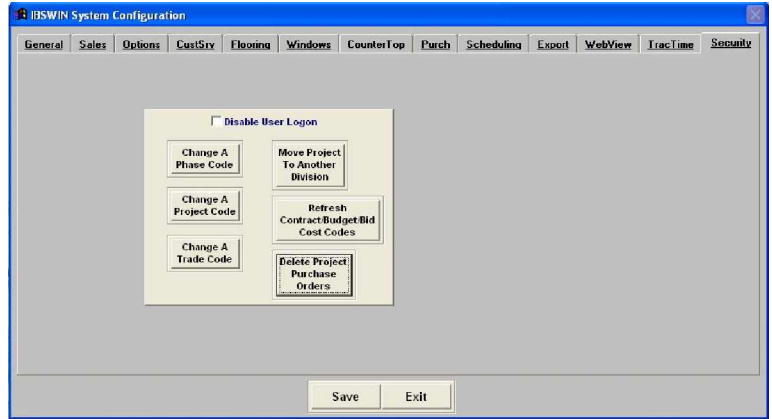 IBSWIN System Configuration
General Sales Options CustSrv Flooring Windows CounterTop Purch Scheduling Export WebView TracTime Security
Disable User Logon
Change A
Phase Code
Move Project
To Another
Division
Change A
Project Code
Refresh
Contract/Budget/Bid
Cost Codes
Change A
Trade Code
Delete Project
Purchase
Orders
Save Exit